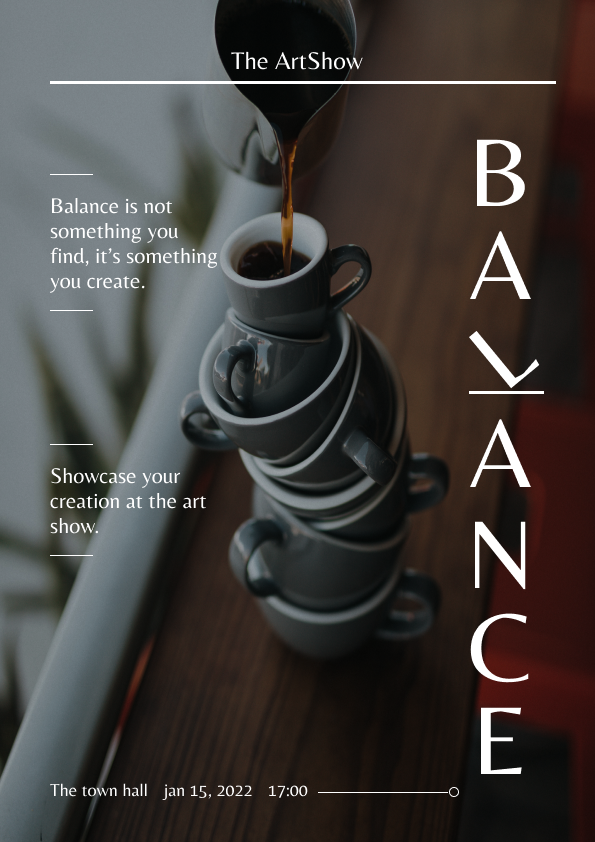 The ArtShow
Balance is not
something you
find, it’s something
you create.
Showcase your
creation at the art
show.
B
A
L
A
N
C
E
The town hall jan 15, 2022 17:00